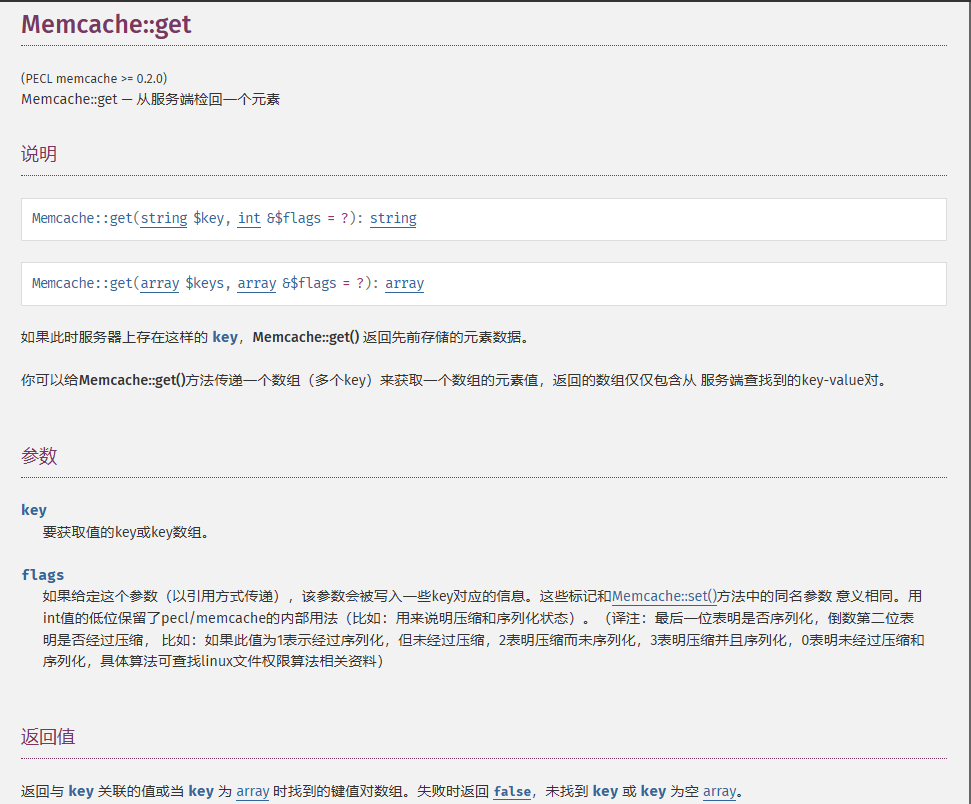 Memcache::get
(PECL memcache >= 0.2.0)
Memcache::get — 从服务端检回一个元素
说明
Memcache::get(string $key, int &$flags = ?): string
Memcache::get(array $keys, array &$flags = ?): array
如果此时服务器上存在这样的 key，Memcache::get() 返回先前存储的元素数据。
你可以给Memcache::get()方法传递一个数组（多个key）来获取一个数组的元素值，返回的数组仅仅包含从 服务端查找到的key-value对。
参数
key
要获取值的key或key数组。
flags
如果给定这个参数（以引用方式传递），该参数会被写入一些key对应的信息。这些标记和Memcache::set()方法中的同名参数 意义相同。用
int值的低位保留了pecl/memcache的内部用法（比如：用来说明压缩和序列化状态）。（译注：最后一位表明是否序列化，倒数第二位表
明是否经过压缩， 比如：如果此值为1表示经过序列化，但未经过压缩，2表明压缩而未序列化，3表明压缩并且序列化，0表明未经过压缩和
序列化，具体算法可查找linux文件权限算法相关资料）
返回值
返回与 key 关联的值或当 key 为 array 时找到的键值对数组。失败时返回 false，未找到 key 或 key 为空 array。